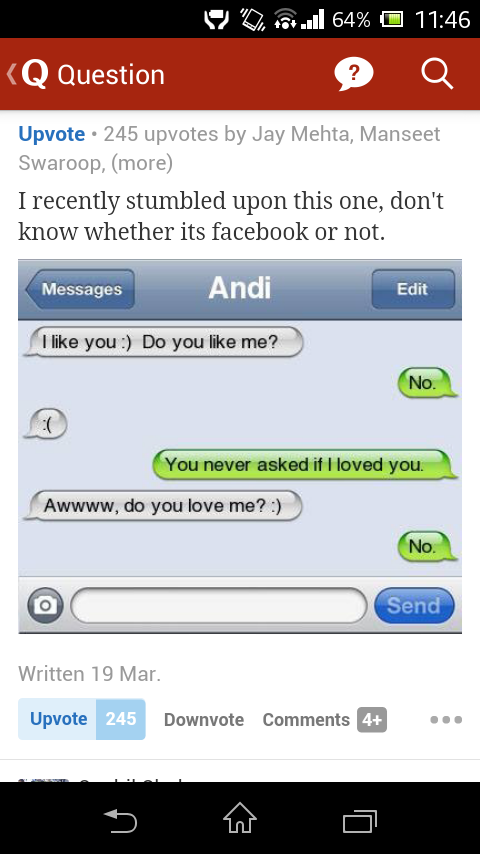 64% 11:46
Q Question ?
Upvote • 245 upvotes by Jay Mehta, Manseet
Swaroop, (more)
I recently stumbled upon this one, don't
know whether its facebook or not.
Messages Andi Edit
I like you :) Do you like me?
No.
:(
You never asked if I loved you.
Awwww, do you love me? :)
No.
Send
Written 19 Mar.
Upvote 245 Downvote Comments 4+